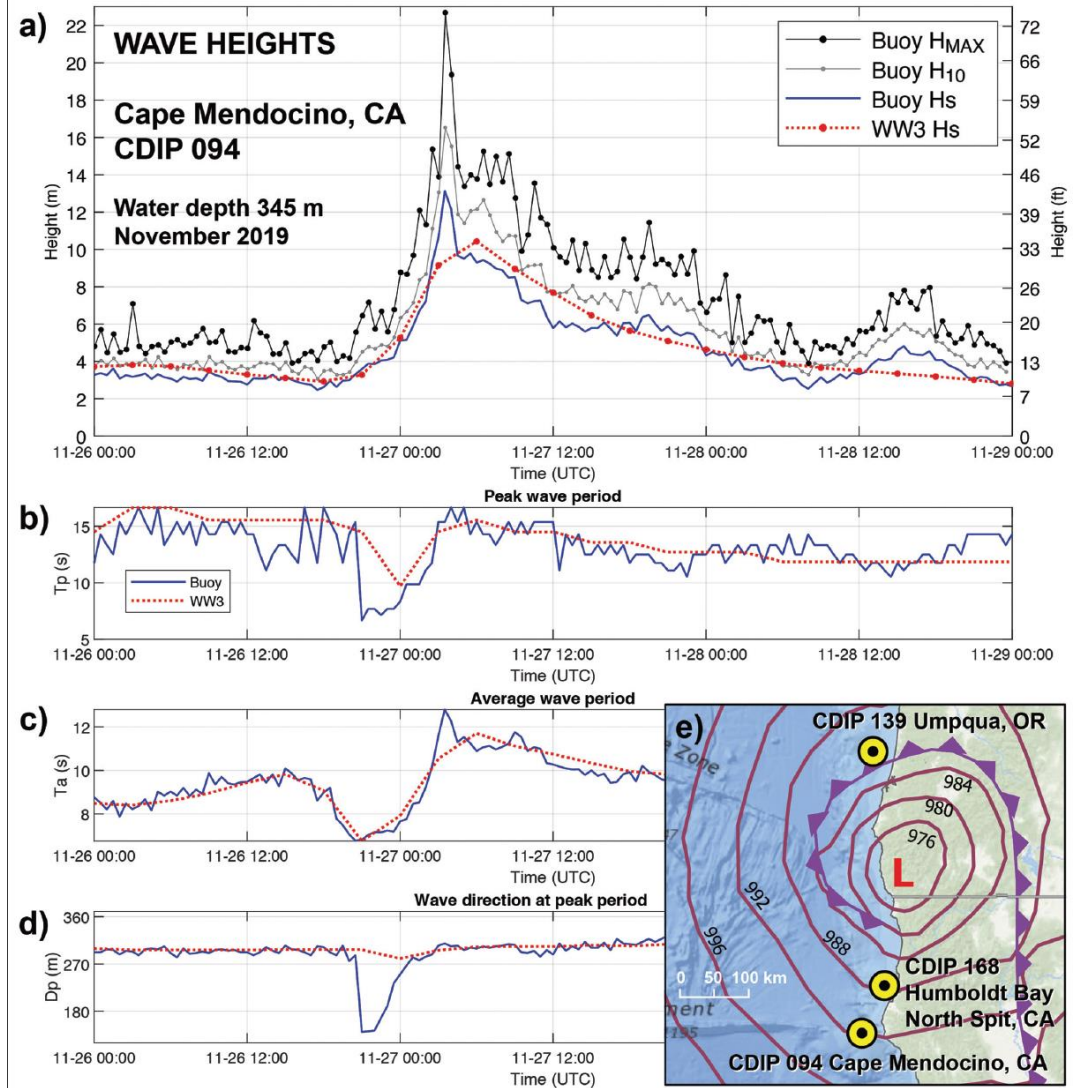 a)
WAVE HEIGHTS
Cape Mendocino, CA
CDIP 094
Water depth 345 m
November 2019
Buoy HMAX
Buoy H10
Buoy Hs
WW3 Hs
Height (m)
22
20
18
16
14
12
10
8
6
4
2
0
Height (ft)
72
66
59
52
46
39
33
26
20
13
7
0
11-26 00:00 11-26 12:00 11-27 00:00 11-27 12:00 11-28 00:00 11-28 12:00 11-29 00:00
Time (UTC)
b)
Peak wave period
Tp (s)
15
10
5
Buoy
WW3
11-26 00:00 11-26 12:00 11-27 00:00 11-27 12:00 11-28 00:00 11-28 12:00 11-29 00:00
Time (UTC)
c)
Average wave period
Ta (s)
12
10
8
11-26 00:00 11-26 12:00 11-27 00:00 11-27 12:00
Time (UTC)
d)
Wave direction at peak period
Dp (m)
360
270
180
11-26 00:00 11-26 12:00 11-27 00:00 11-27 12:00
Time (UTC)
e)
CDIP 139 Umpqua, OR
Zone
984
980
976
L
992
988
996
0 50 100 km
CDIP 168
Humboldt Bay
North Spit, CA
CDIP 094 Cape Mendocino, CA